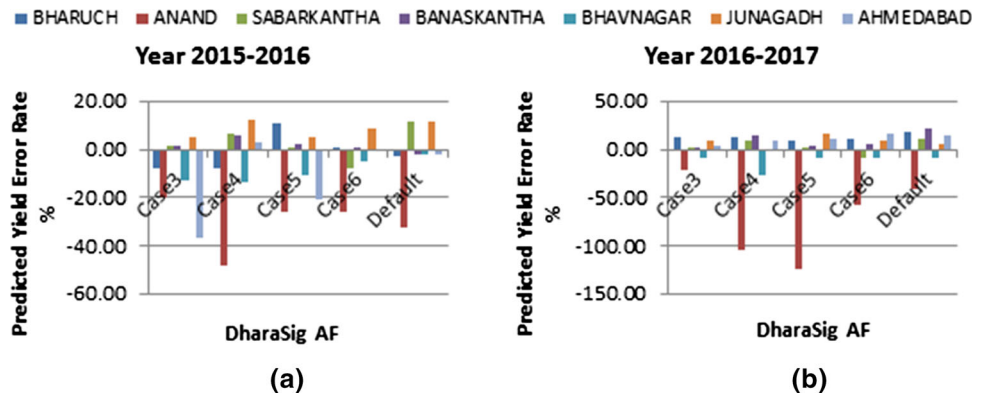 BHARUCH ANAND SABARKANTHA BANASKANTHA BHAVNAGAR JUNAGADH AHMEDABAD
Year 2015-2016
Predicted Yield Error Rate
%
20.00
0.00
-20.00
-40.00
-60.00
Case3
Case4
Case5
Case6
Default
DharaSig AF
(a)
Year 2016-2017
Predicted Yield Error Rate
%
50.00
0.00
-50.00
-100.00
-150.00
Case3
Case4
Case5
Case6
Default
DharaSig AF
(b)